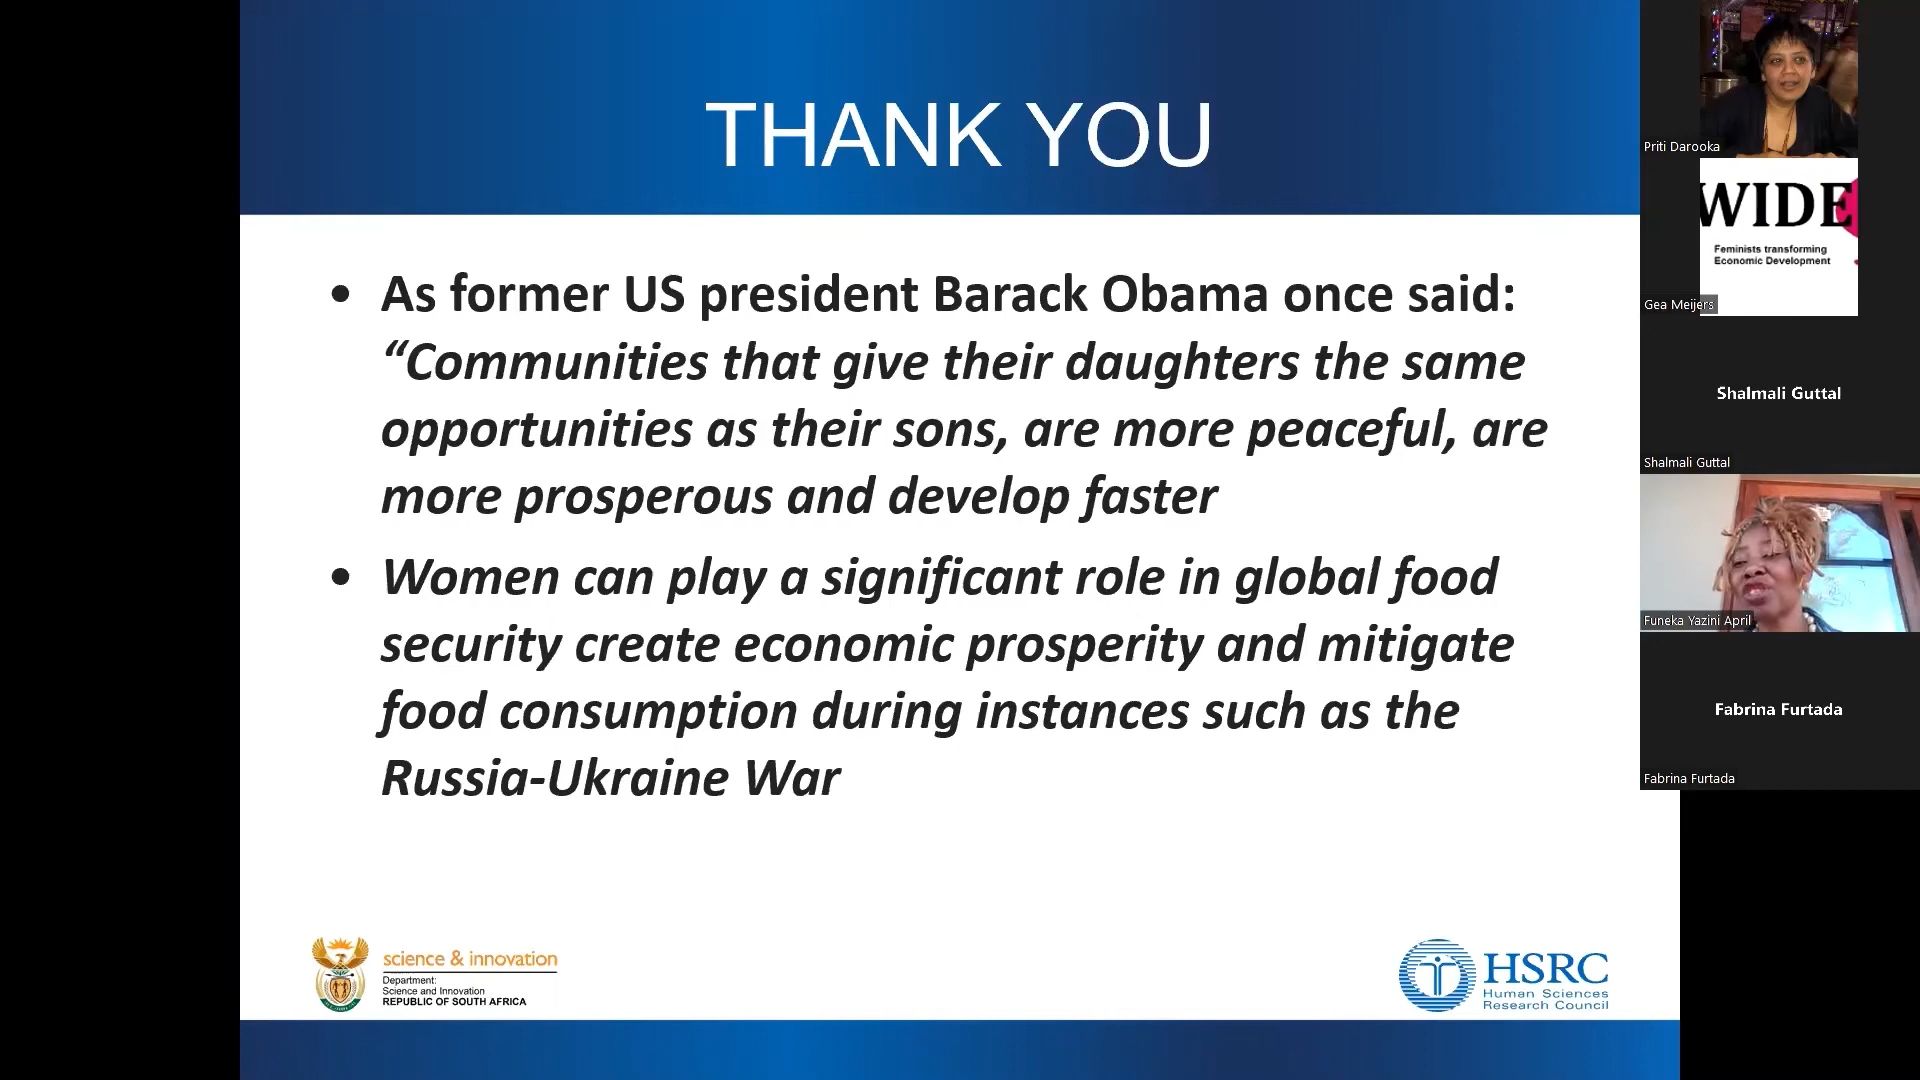 THANK YOU
• As former US president Barack Obama once said:
“Communities that give their daughters the same
opportunities as their sons, are more peaceful, are
more prosperous and develop faster
• Women can play a significant role in global food
security create economic prosperity and mitigate
food consumption during instances such as the
Russia-Ukraine War
science & innovation
Department:
Science and Innovation
REPUBLIC OF SOUTH AFRICA
HSRC
Human Sciences
Research Council
Priti Darooka
WIDE
Feminists transforming
Economic Development
Gea Meijers
Shalmali Guttal
Shalmali Guttal
Funeka Yazini April
Fabrina Furtada
Fabrina Furtada